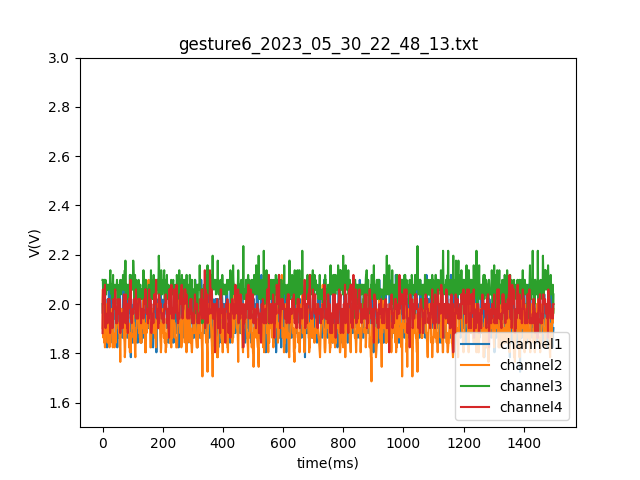 gesture6_2023_05_30_22_48_13.txt
3.0
2.8
2.6
2.4
2.2
2.0
1.8
1.6
V(V)
channel1
channel2
channel3
channel4
0 200 400 600 800 1000 1200 1400
time(ms)